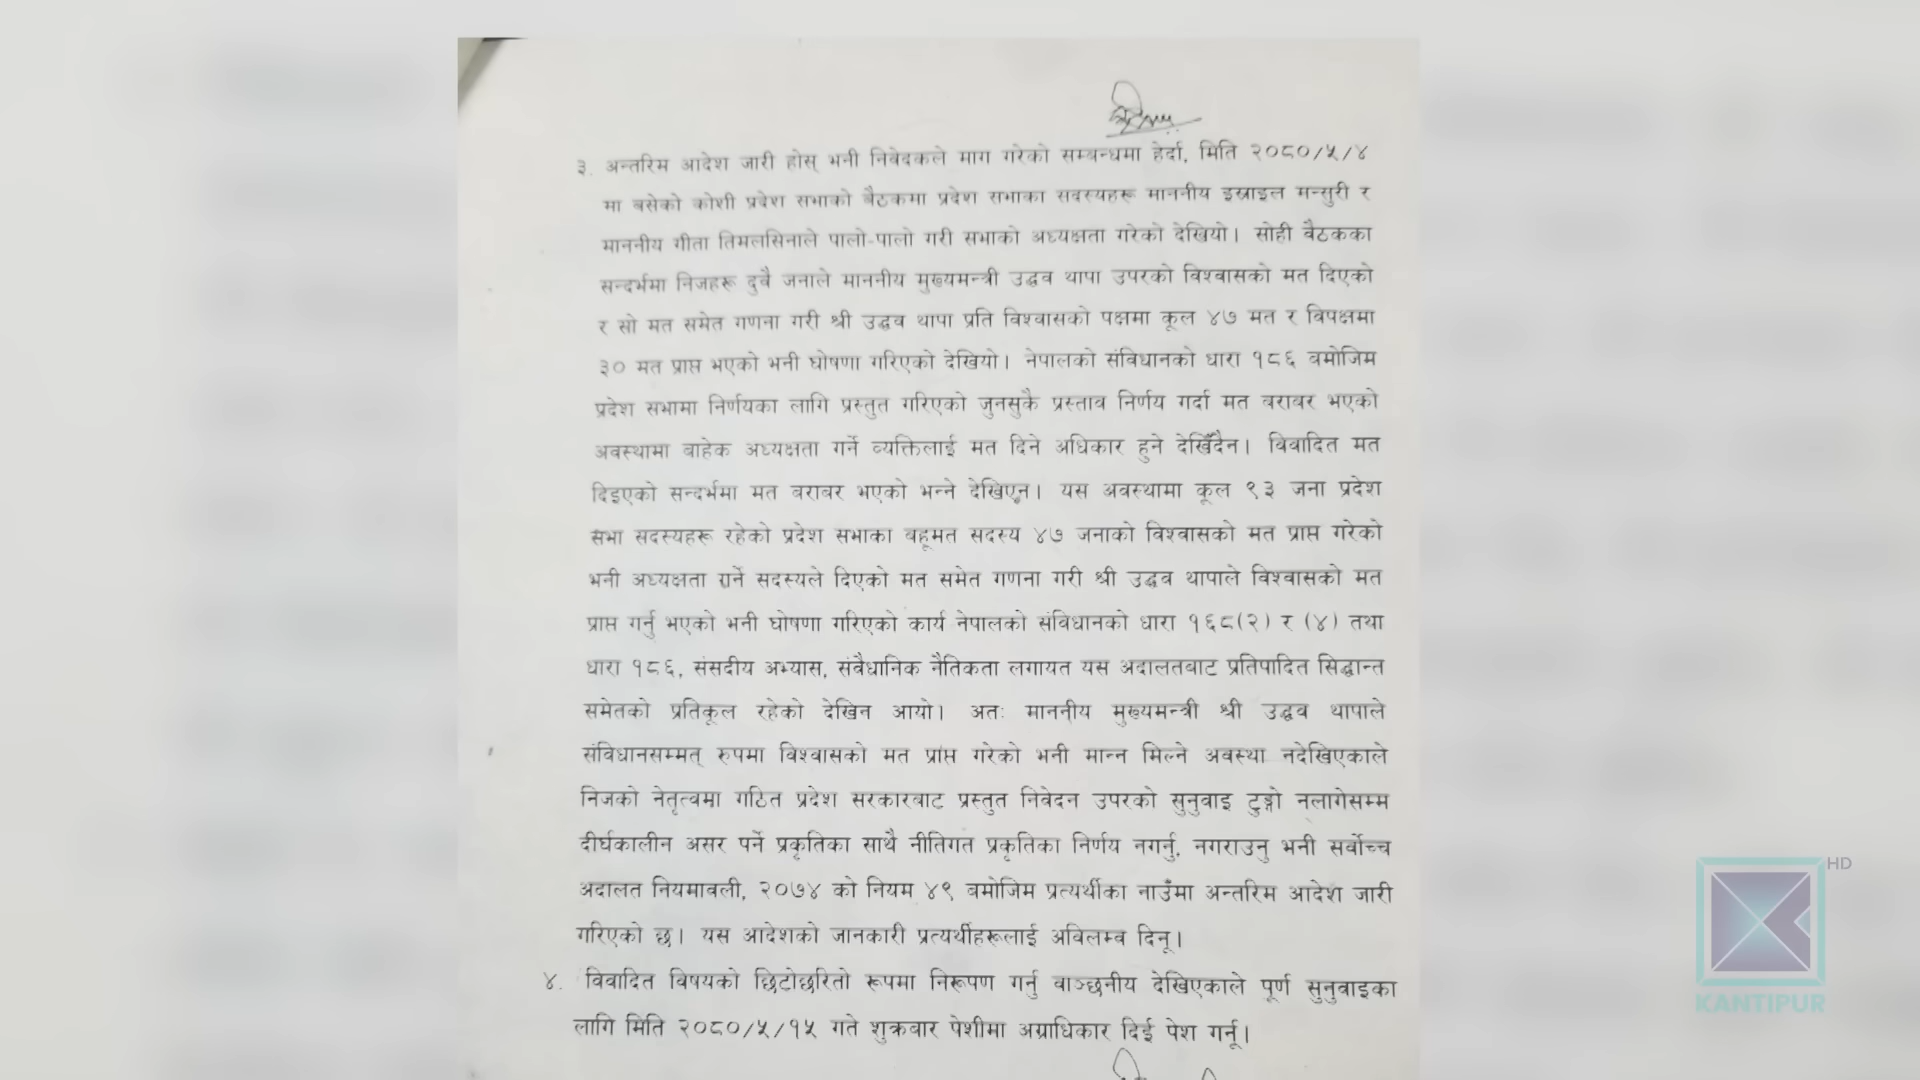 ३. अन्तरिम आदेश जारी होस् भनी निवेदकले माग गरेको सम्बन्धमा हेर्दा, मिति २०८०/५/४
मा बसेको कोशी प्रदेश सभाको बैठकमा प्रदेश सभाका सदस्यहरू माननीय इस्राइल मन्सुरी र
माननीय गीता तिमलसिनाले पालो-पालो गरी सभाको अध्यक्षता गरेको देखियो। सोही बैठकका
सन्दर्भमा निजहरू दुवै जनाले माननीय मुख्यमन्त्री उद्धव थापा उपरको विश्वासको मत दिएको
र सो मत समेत गणना गरी श्री उद्धव थापा प्रति विश्वासको पक्षमा कूल ४७ मत र विपक्षमा
३० मत प्राप्त भएको भनी घोषणा गरिएको देखियो। नेपालको संविधानको धारा १८६ बमोजिम
प्रदेश सभामा निर्णयका लागि प्रस्तुत गरिएको जुनसुकै प्रस्ताव निर्णय गर्दा मत बराबर भएको
अवस्थामा बाहेक अध्यक्षता गर्ने व्यक्तिलाई मत दिने अधिकार हुने देखिँदैन। विवादित मत
दिइएको सन्दर्भमा मत बराबर भएको भन्ने देखिएन। यस अवस्थामा कूल ९३ जना प्रदेश
सभा सदस्यहरू रहेको प्रदेश सभाका बहूमत सदस्य ४७ जनाको विश्वासको मत प्राप्त गरेको
भनी अध्यक्षता गर्ने सदस्यले दिएको मत समेत गणना गरी श्री उद्धव थापाले विश्वासको मत
प्राप्त गर्नु भएको भनी घोषणा गरिएको कार्य नेपालको संविधानको धारा १६८(२) र (४) तथा
धारा १८६, संसदीय अभ्यास, संवैधानिक नैतिकता लगायत यस अदालतबाट प्रतिपादित सिद्धान्त
समेतको प्रतिकूल रहेको देखिन आयो। अतः माननीय मुख्यमन्त्री श्री उद्धव थापाले
संविधानसम्मत् रुपमा विश्वासको मत प्राप्त गरेको भनी मान्न मिल्ने अवस्था नदेखिएकाले
निजको नेतृत्वमा गठित प्रदेश सरकारबाट प्रस्तुत निवेदन उपरको सुनुवाइ टुङ्गो नलागेसम्म
दीर्घकालीन असर पर्ने प्रकृतिका साथै नीतिगत प्रकृतिका निर्णय नगर्नु, नगराउनु भनी सर्वोच्च
अदालत नियमावली, २०७४ को नियम ४९ बमोजिम प्रत्यर्थीका नाउँमा अन्तरिम आदेश जारी
गरिएको छ। यस आदेशको जानकारी प्रत्यर्थीहरूलाई अविलम्ब दिनू।
४. विवादित विषयको छिटोछरितो रूपमा निरूपण गर्नु वाञ्छनीय देखिएकाले पूर्ण सुनुवाइका
लागि मिति २०८०/५/१५ गते शुक्रबार पेशीमा अग्राधिकार दिई पेश गर्नू।
HD
KANTIPUR